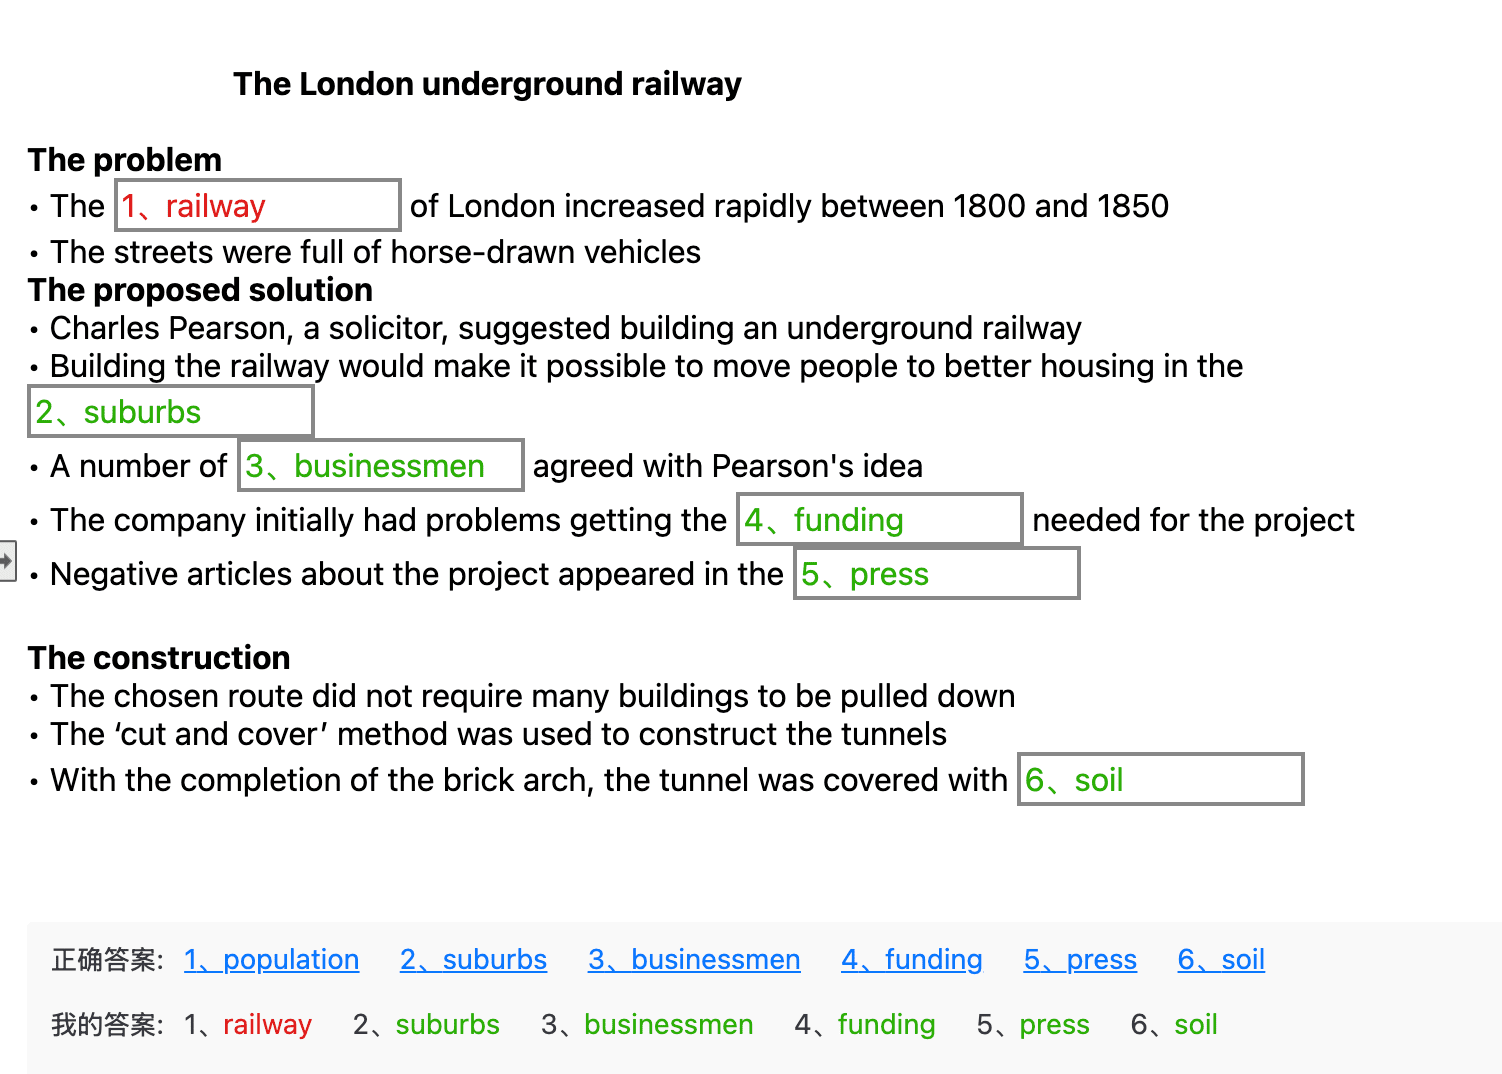 The London underground railway
The problem
• The 1、railway of London increased rapidly between 1800 and 1850
• The streets were full of horse-drawn vehicles
The proposed solution
• Charles Pearson, a solicitor, suggested building an underground railway
• Building the railway would make it possible to move people to better housing in the
2、suburbs
• A number of 3、businessmen agreed with Pearson's idea
• The company initially had problems getting the 4、funding needed for the project
• Negative articles about the project appeared in the 5、press
The construction
• The chosen route did not require many buildings to be pulled down
• The ‘cut and cover’ method was used to construct the tunnels
• With the completion of the brick arch, the tunnel was covered with 6、soil
正确答案: 1、population 2、suburbs 3、businessmen 4、funding 5、press 6、soil
我的答案: 1、railway 2、suburbs 3、businessmen 4、funding 5、press 6、soil